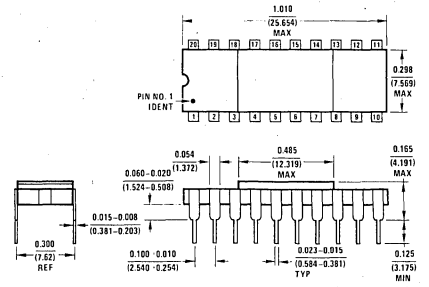 1.010
(25.654)
MAX
20 19 18 17 16 15 14 13 12 11
0.298
(7.569)
MAX
PIN NO. 1
IDENT
1 2 3 4 5 6 7 8 9 10
0.054
(1.372)
0.485
(12.319)
MAX
0.165
(4.191)
MAX
0.060-0.020
(1.524-0.508)
0.015-0.008
(0.381-0.203)
0.300
(7.62)
REF
0.100 ·0.010
(2.540 ·0.254)
0.023-0.015
(0.584-0.381)
TYP
0.125
(3.175)
MIN